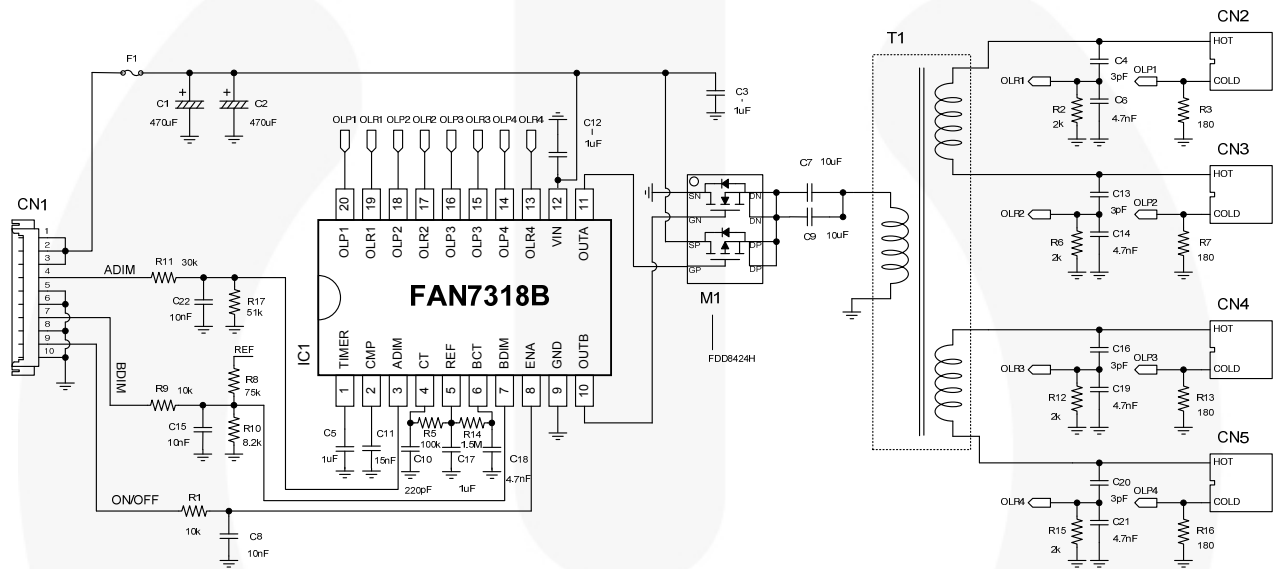 CN1
1
2
3
4
5
6
7
8
9
10
F1
C1
470uF
C2
470uF
ADIM
R11 30k
C22
10nF
R17
51k
BDIM
REF
R8
75k
R9 10k
C15
10nF
R10
8.2k
ON/OFF
R1
10k
C8
10nF
OLP1 OLR1 OLP2 OLR2 OLP3 OLR3 OLP4 OLR4
C12
1uF
C3
1uF
20 19 18 17 16 15 14 13 12 11
OLP1 OLR1 OLP2 OLR2 OLP3 OLP3 OLP4 OLR4 VIN OUTA
FAN7318B
IC1
TIMER CMP ADIM CT REF BCT BDIM ENA GND OUTB
1 2 3 4 5 6 7 8 9 10
C5
1uF
C11
15nF
R5
100k
C10
220pF
R14
1.5M
C17
1uF
C18
4.7nF
SN DN
GN DN
SP DP
GP DP
M1
FDD8424H
C7 10uF
C9 10uF
T1
CN2
HOT
COLD
C4
3pF
OLR1
OLP1
C6
4.7nF
R2
2k
R3
180
CN3
HOT
COLD
C13
3pF
OLR2
OLP2
C14
4.7nF
R6
2k
R7
180
CN4
HOT
COLD
C16
3pF
OLR3
OLP3
C19
4.7nF
R12
2k
R13
180
CN5
HOT
COLD
C20
3pF
OLR4
OLP4
C21
4.7nF
R15
2k
R16
180